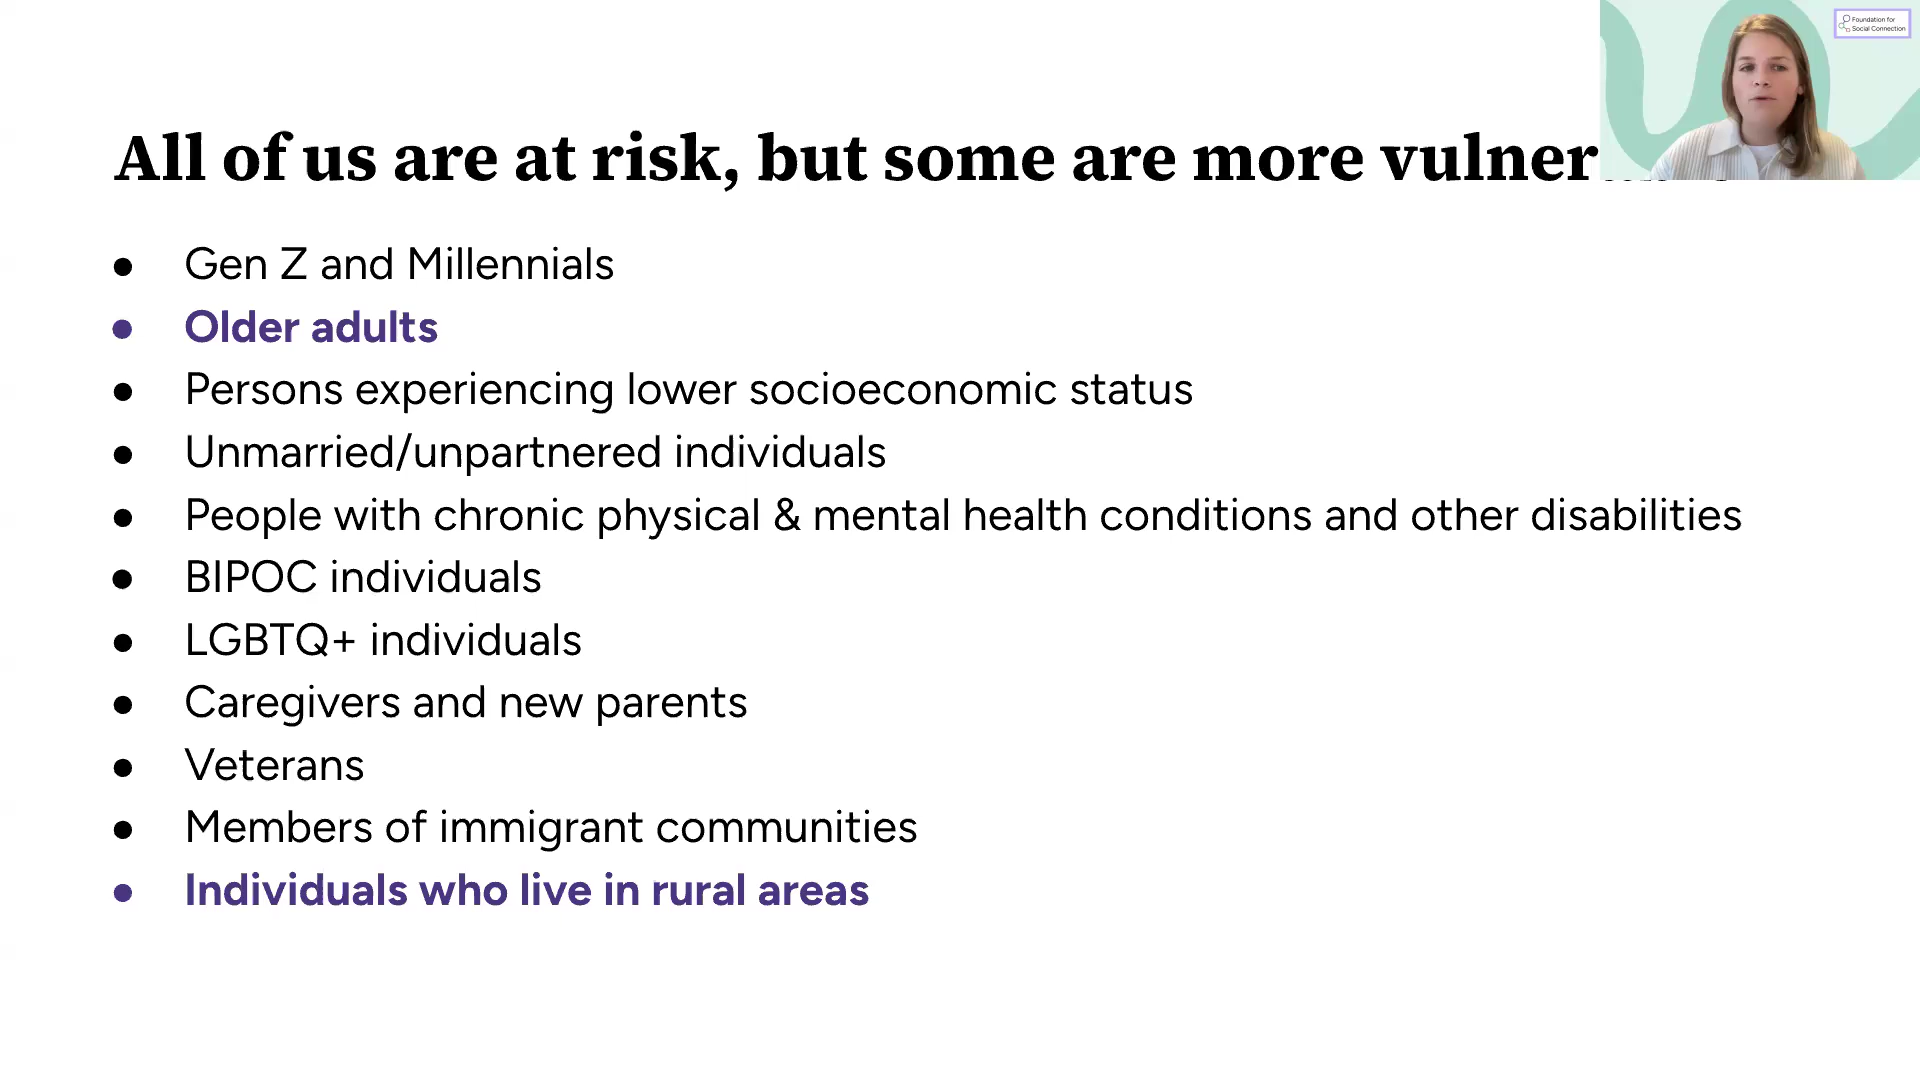 Foundation for
Social Connection
All of us are at risk, but some are more
• Gen Z and Millennials
• Older adults
• Persons experiencing lower socioeconomic status
• Unmarried/unpartnered individuals
• People with chronic physical & mental health conditions and other disabilities
• BIPOC individuals
• LGBTQ+ individuals
• Caregivers and new parents
• Veterans
• Members of immigrant communities
• Individuals who live in rural areas